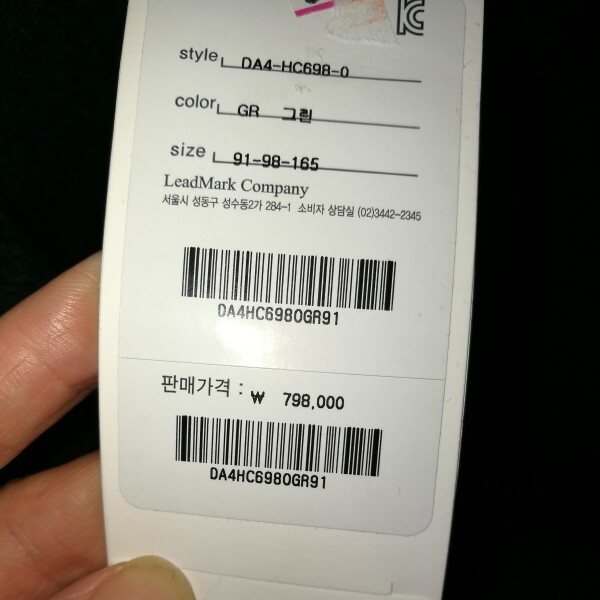 style DA4-HC698-0
color GR 그린
size 91-98-165
LeadMark Company
서울시 성동구 성수동2가 284-1 소비자 상담실 (02)3442-2345
DA4HC6980GR91
판매가격 : ₩ 798,000
DA4HC6980GR91